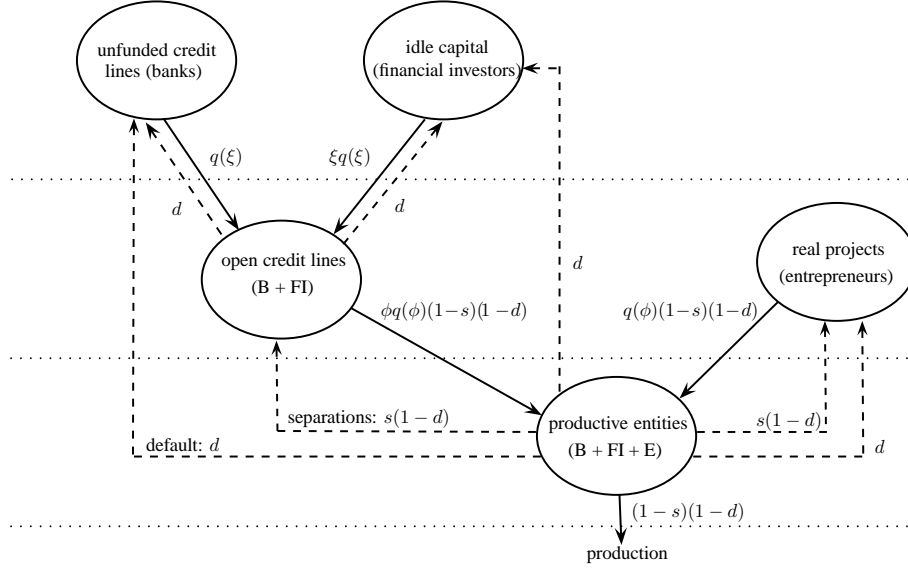 unfunded credit
lines (banks)
idle capital
(financial investors)
q(ξ)
ξq(ξ)
d
d
open credit lines
(B + FI)
d
real projects
(entrepreneurs)
ϕq(ϕ)(1−s)(1−d)
q(ϕ)(1−s)(1−d)
separations: s(1 − d)
productive entities
(B + FI + E)
s(1−d)
default: d
d
(1−s)(1−d)
production